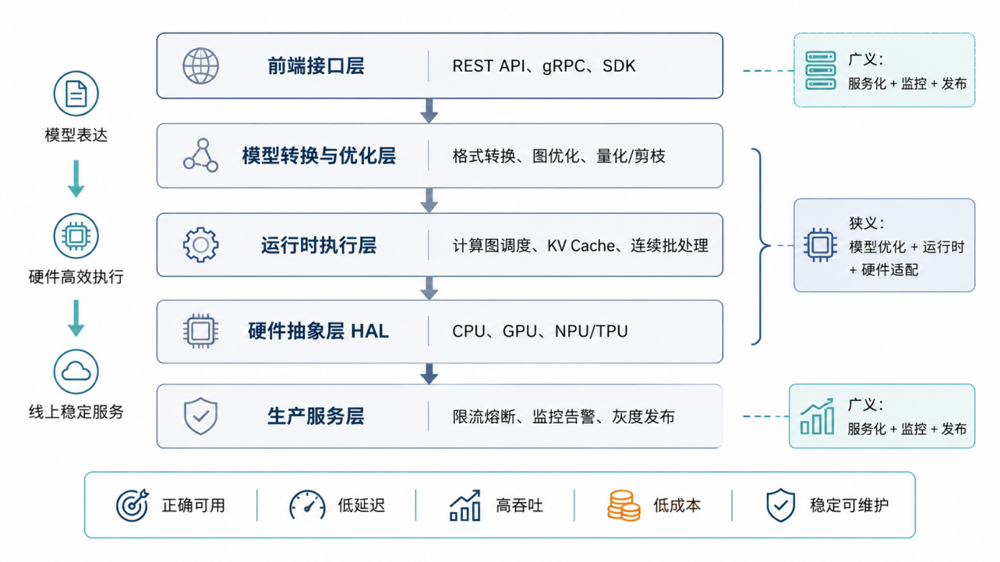 模型表达
硬件高效执行
线上稳定服务
前端接口层
REST API、gRPC、SDK
模型转换与优化层
格式转换、图优化、量化/剪枝
运行时执行层
计算图调度、KV Cache、连续批处理
硬件抽象层 HAL
CPU、GPU、NPU/TPU
生产服务层
限流熔断、监控告警、灰度发布
广义：
服务化 + 监控 + 发布
狭义：
模型优化 + 运行时
+ 硬件适配
广义：
服务化 + 监控 + 发布
正确可用
低延迟
高吞吐
低成本
稳定可维护